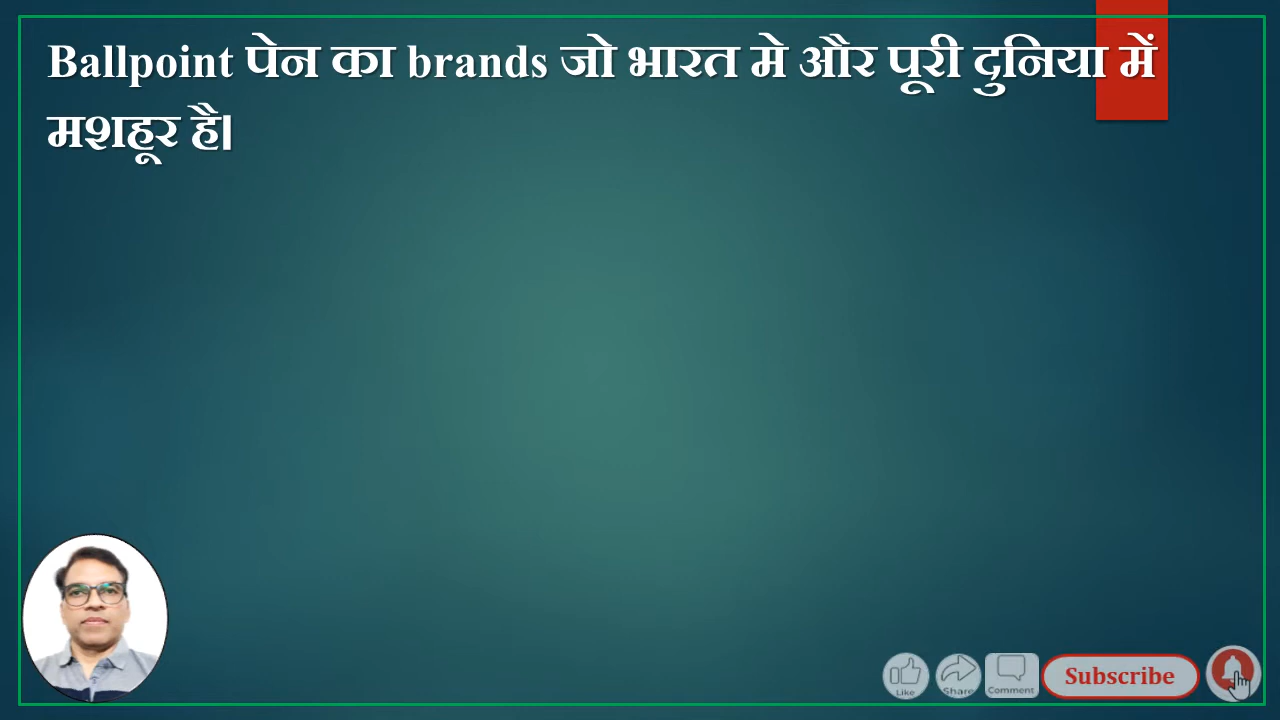 Ballpoint पेन का brands जो भारत मे और पूरी दुनिया में
मशहूर है।
Like
Share
Comment
Subscribe